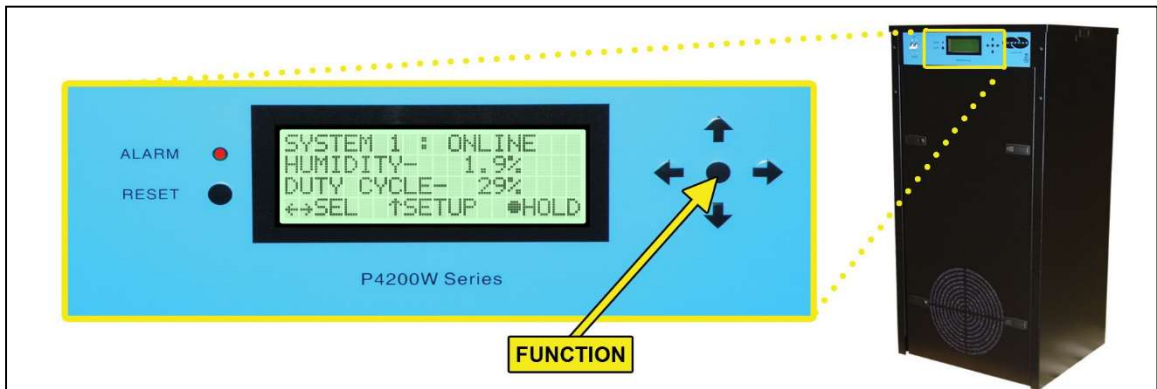 ALARM
RESET
SYSTEM 1 : ONLINE
HUMIDITY- 1.9%
DUTY CYCLE- 29%
←→SEL ↑SETUP ●HOLD
P4200W Series
FUNCTION